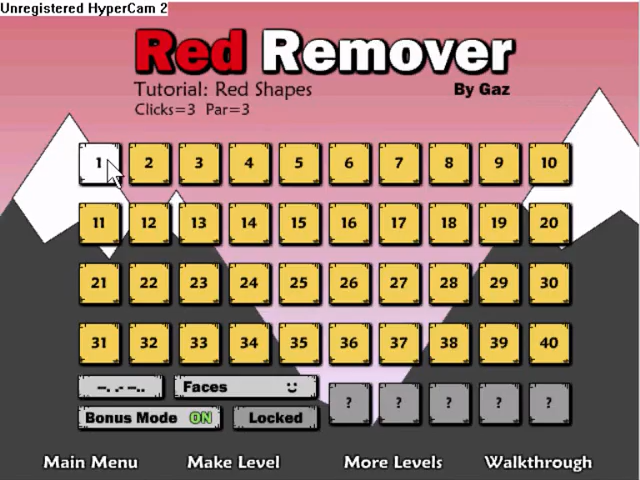 Unregistered HyperCam 2
Red Remover
Tutorial: Red Shapes By Gaz
Clicks=3 Par=3
1 2 3 4 5 6 7 8 9 10
11 12 13 14 15 16 17 18 19 20
21 22 23 24 25 26 27 28 29 30
31 32 33 34 35 36 37 38 39 40
–. .– –.. Faces
? ? ? ? ?
Bonus Mode ON Locked
Main Menu Make Level More Levels Walkthrough